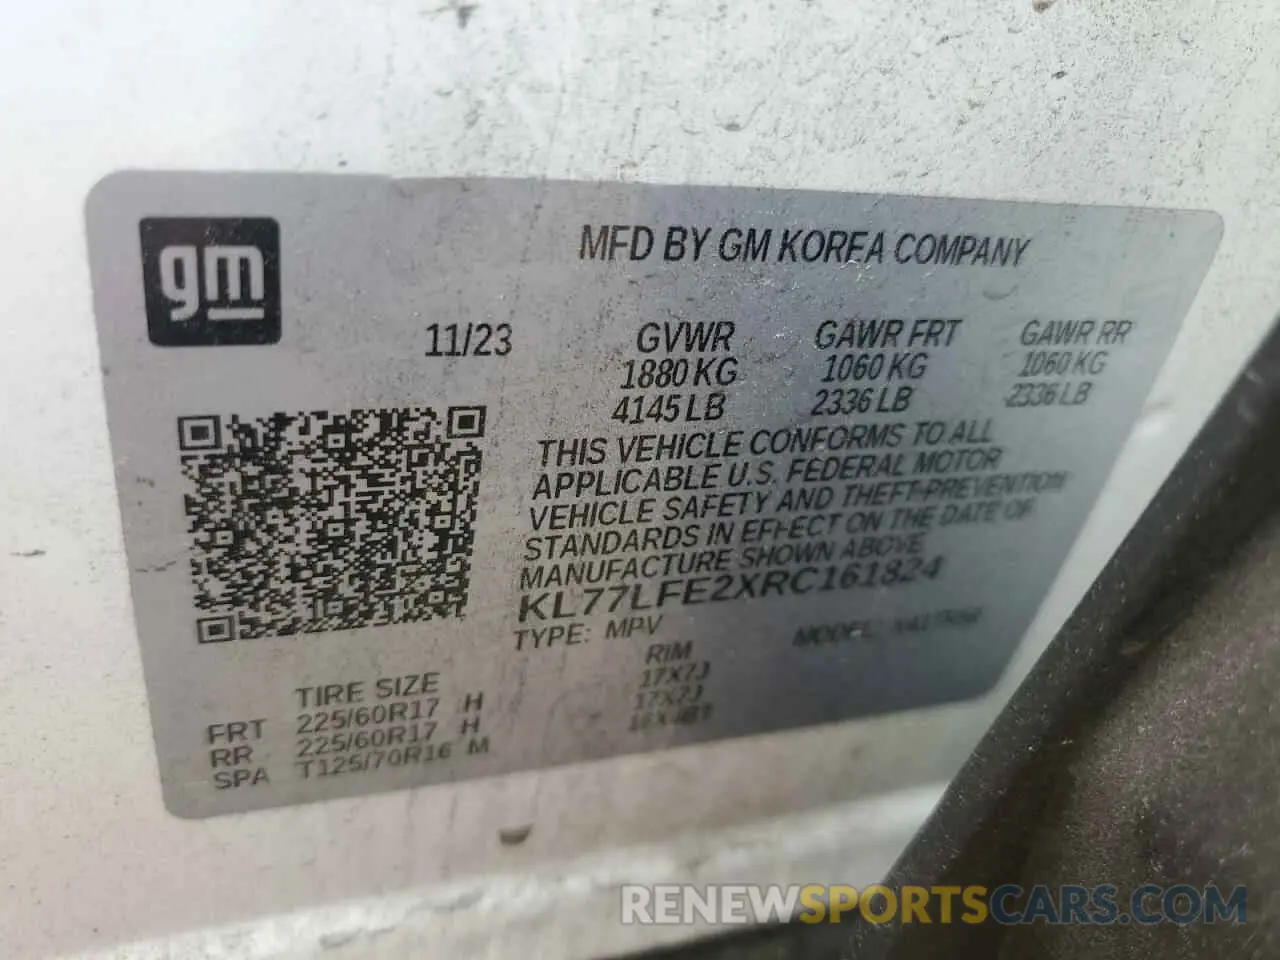 gm
MFD BY GM KOREA COMPANY
11/23 GVWR GAWR FRT GAWR RR
1880 KG 1060 KG 1060 KG
4145 LB 2336 LB 2336 LB
THIS VEHICLE CONFORMS TO ALL
APPLICABLE U.S. FEDERAL MOTOR
VEHICLE SAFETY AND THEFT PREVENTION
STANDARDS IN EFFECT ON THE DATE OF
MANUFACTURE SHOWN ABOVE
KL77LFE2XRC161824
TYPE: MPV MODEL:
TIRE SIZE RIM
FRT 225/60R17 H 17X7J
RR 225/60R17 H 17X7J
SPA T125/70R16 M
RENEWSPORTSCARS.COM